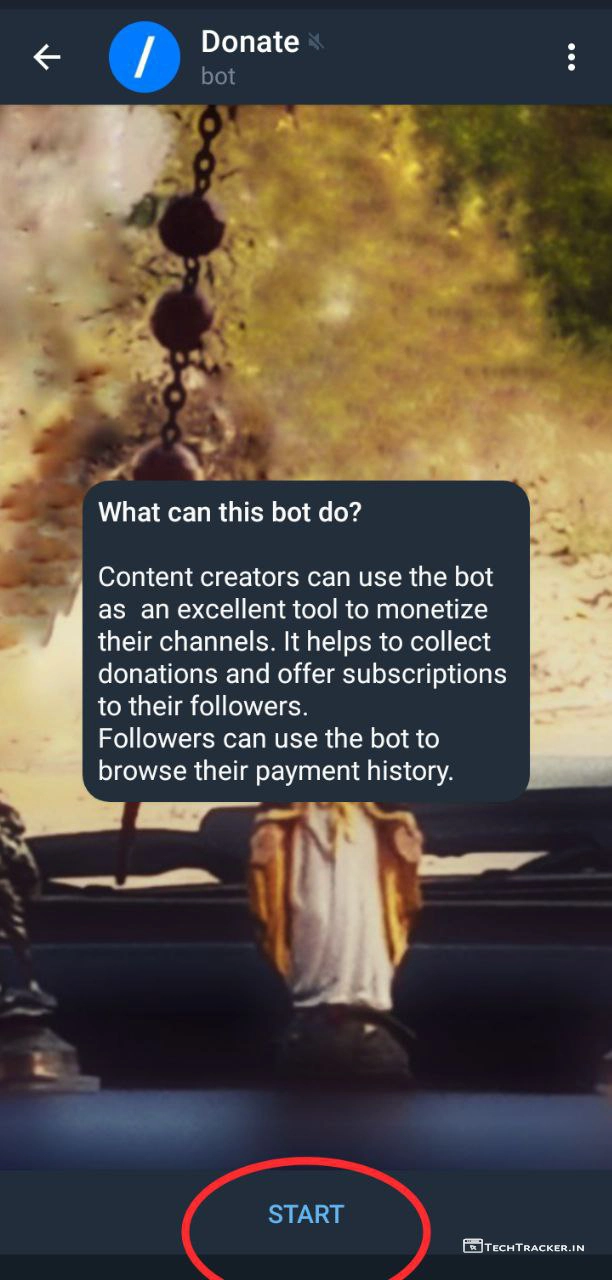 Donate
bot
What can this bot do?
Content creators can use the bot
as  an excellent tool to monetize
their channels. It helps to collect
donations and offer subscriptions
to their followers.
Followers can use the bot to
browse their payment history.
START
TECHTRACKER.IN